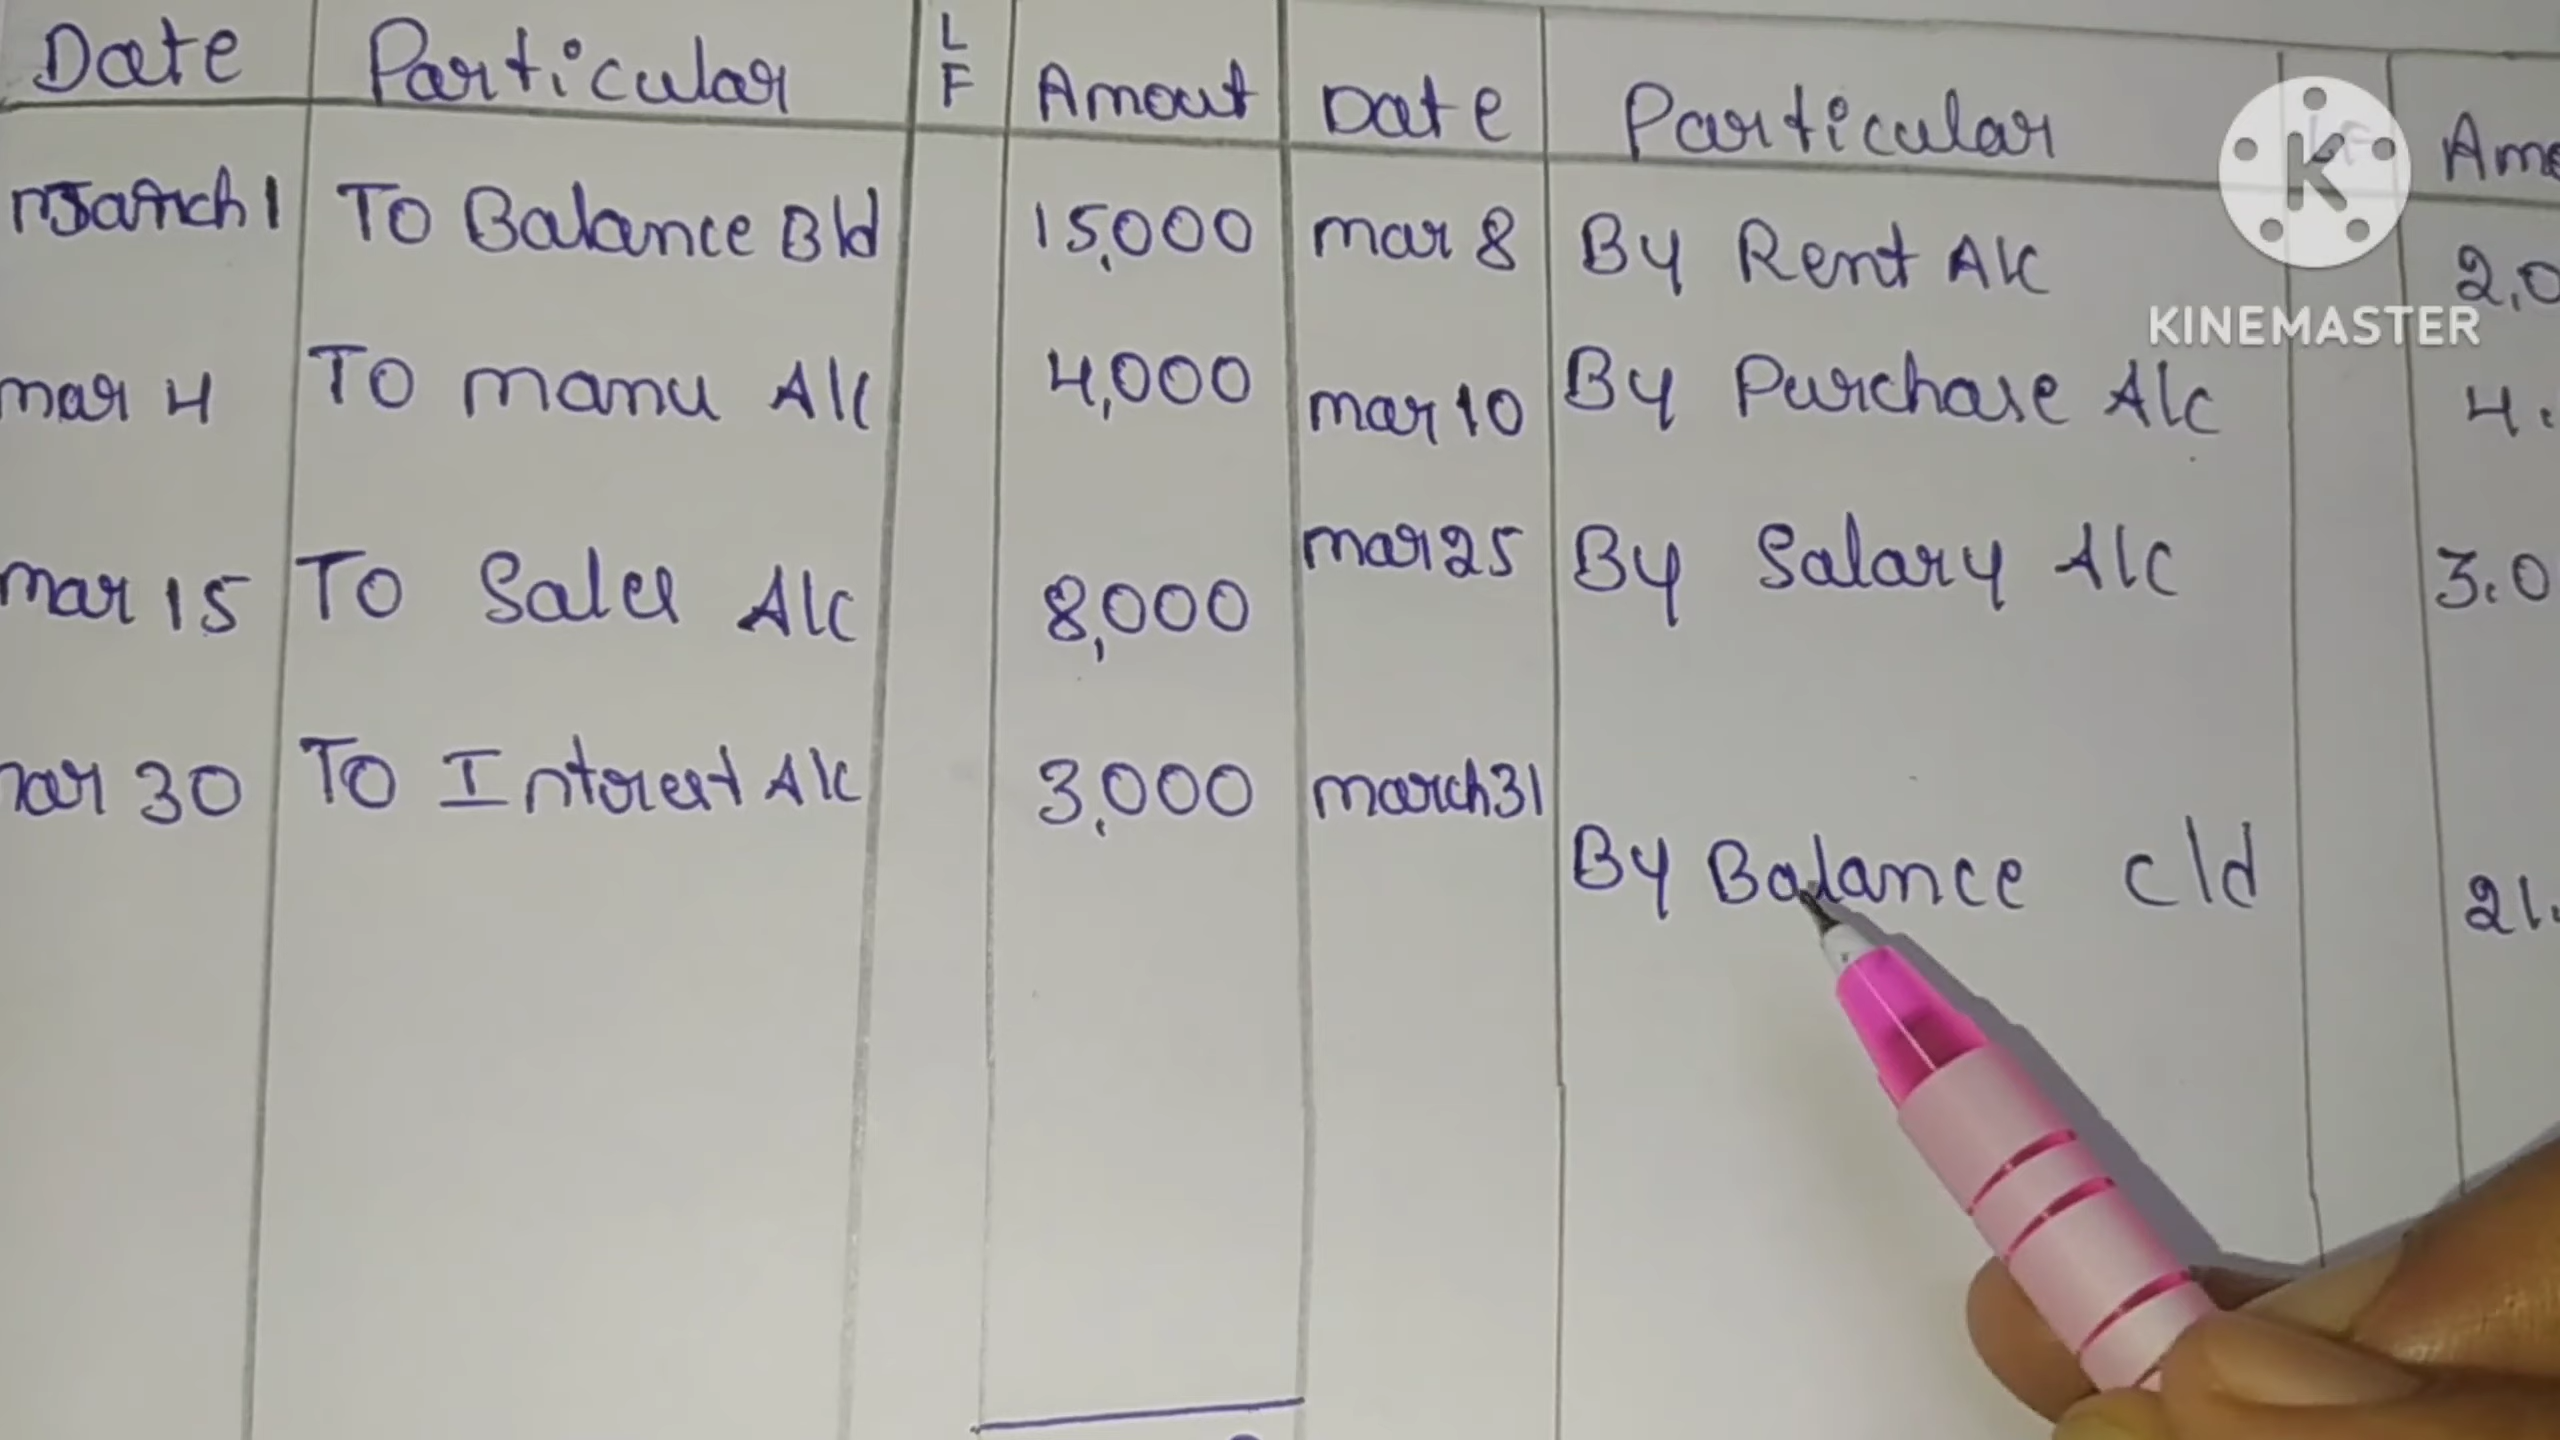 Date Particular L F Amout Date Particular LF Am
March 1 To Balance B/d 15,000 mar 8 By Rent A/c 2,0
mar 4 To manu A/c 4,000 mar 10 By Purchase A/c 4,
mar 15 To Sales A/c 8,000 mar 25 By Salary A/c 3,0
mar 30 To Interest A/c 3,000 march 31
By Balance c/d 21,
KINEMASTER